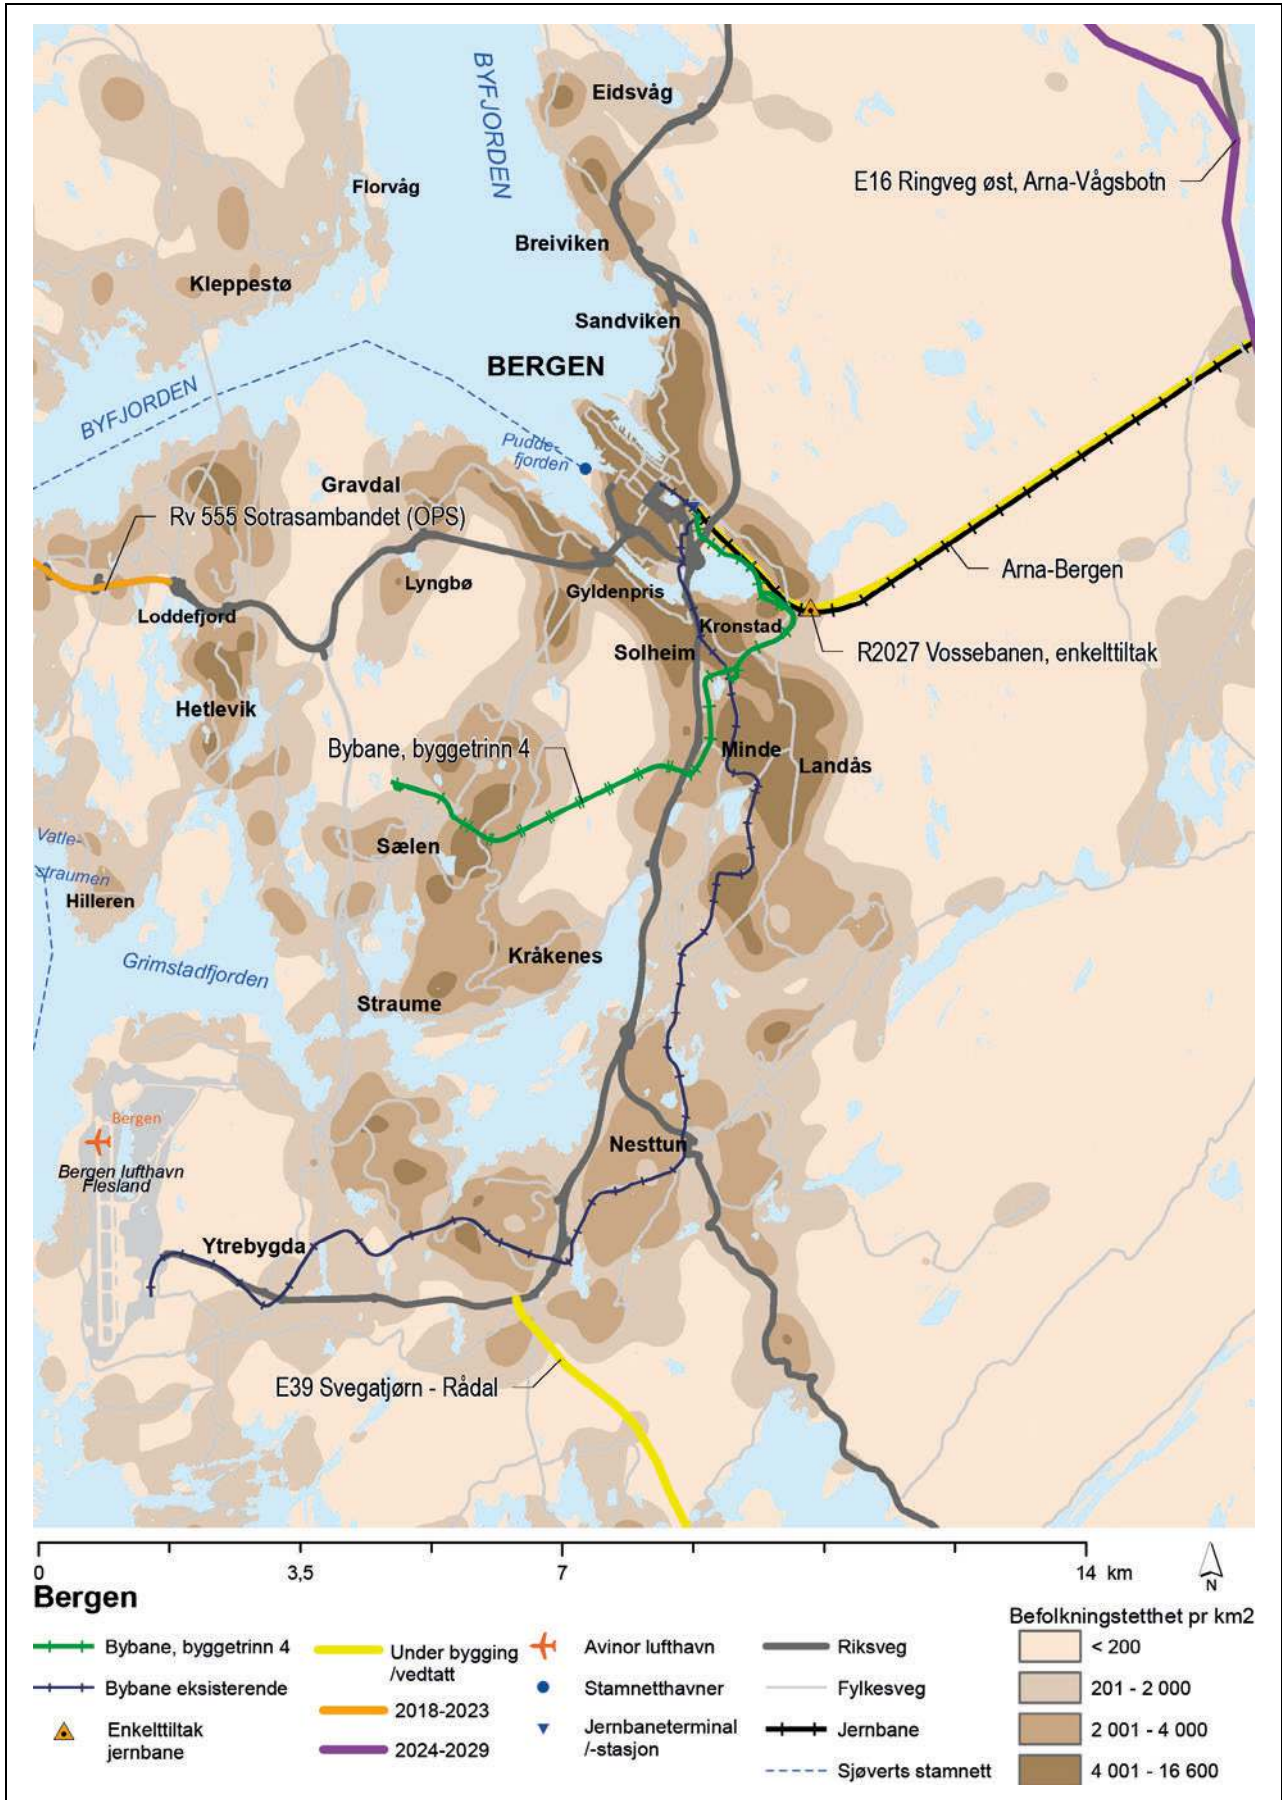 BYFJORDEN
Eidsvåg
E16 Ringveg øst, Arna-Vågsbotn
Florvåg
Breiviken
Kleppestø
Sandviken
BERGEN
BYFJORDEN
Pudde-
fjorden
Gravdal
Rv 555 Sotrasambandet (OPS)
Lyngbø
Arna-Bergen
Gyldenpris
Loddefjord
Kronstad
Solheim
R2027 Vossebanen, enkelttiltak
Hetlevik
Bybane, byggetrinn 4
Minde
Landås
Vatle-
straumen
Sælen
Hilleren
Kråkenes
Grimstadfjorden
Straume
Bergen
Nesttun
Bergen lufthavn
Flesland
Ytrebygda
E39 Svegatjørn - Rådal
0
3,5
7
14 km
N
Bergen
Bybane, byggetrinn 4
Bybane eksisterende
Enkelttiltak
jernbane
Under bygging
/vedtatt
2018-2023
2024-2029
Avinor lufthavn
Stamnetthavner
Jernbaneterminal
/-stasjon
Riksveg
Fylkesveg
Jernbane
Sjøverts stamnett
Befolkningstetthet pr km2
< 200
201 - 2 000
2 001 - 4 000
4 001 - 16 600